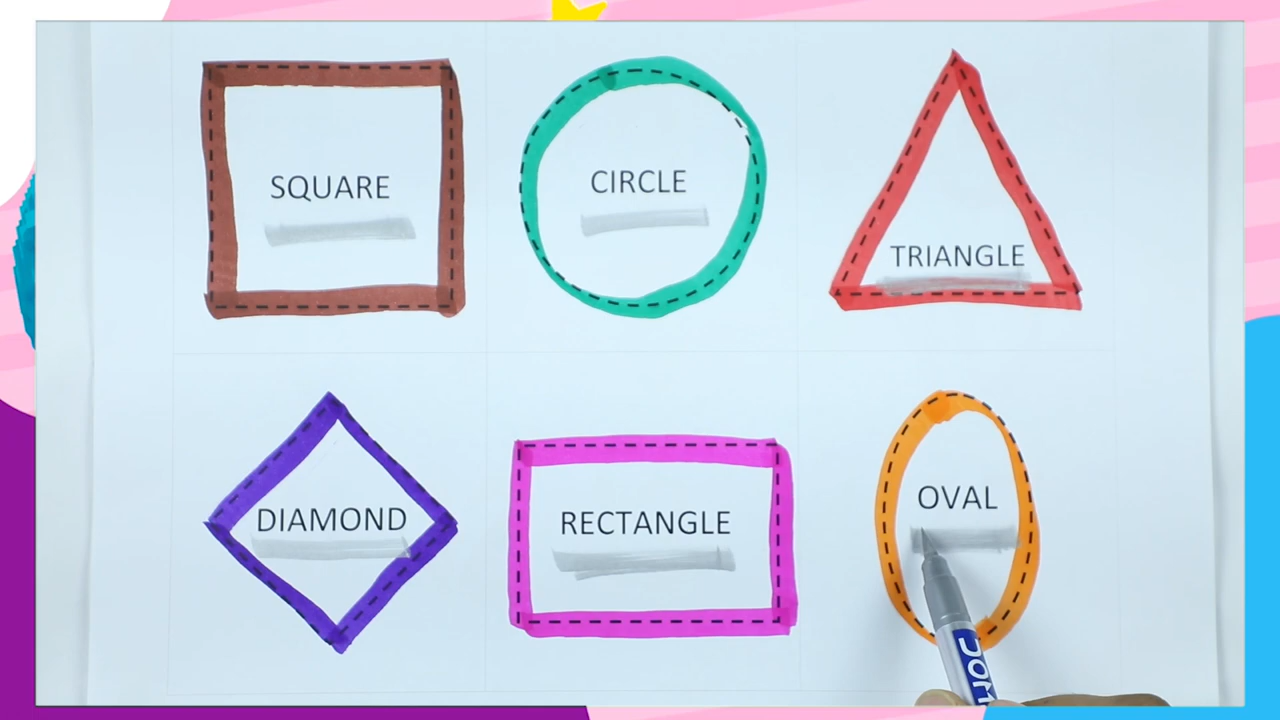 SQUARE
CIRCLE
TRIANGLE
DIAMOND
RECTANGLE
OVAL